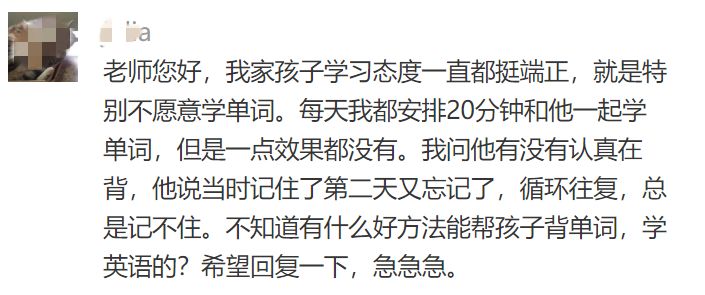 老师您好，我家孩子学习态度一直都挺端正，就是特
别不愿意学单词。每天我都安排20分钟和他一起学
单词，但是一点效果都没有。我问他有没有认真在
背，他说当时记住了第二天又忘记了，循环往复，总
是记不住。不知道有什么好方法能帮孩子背单词，学
英语的？希望回复一下，急急急。